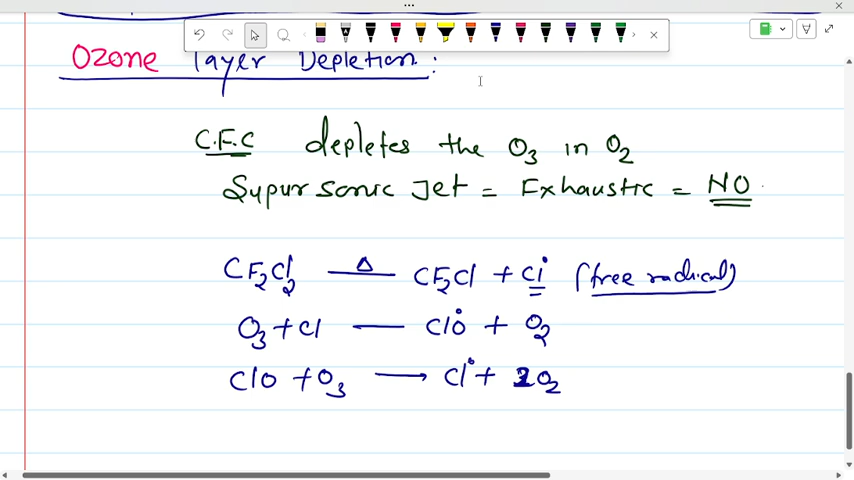 Ozone layer Depletion:
C.F.C depletes the O₃ in O₂
Supursonic Jet = Exhaustic = NO
CF₂Cl₂ —Δ— CF₂Cl + Cl• (free radical)
O₃ + Cl — ClO• + O₂
ClO + O₃ → Cl• + 2O₂